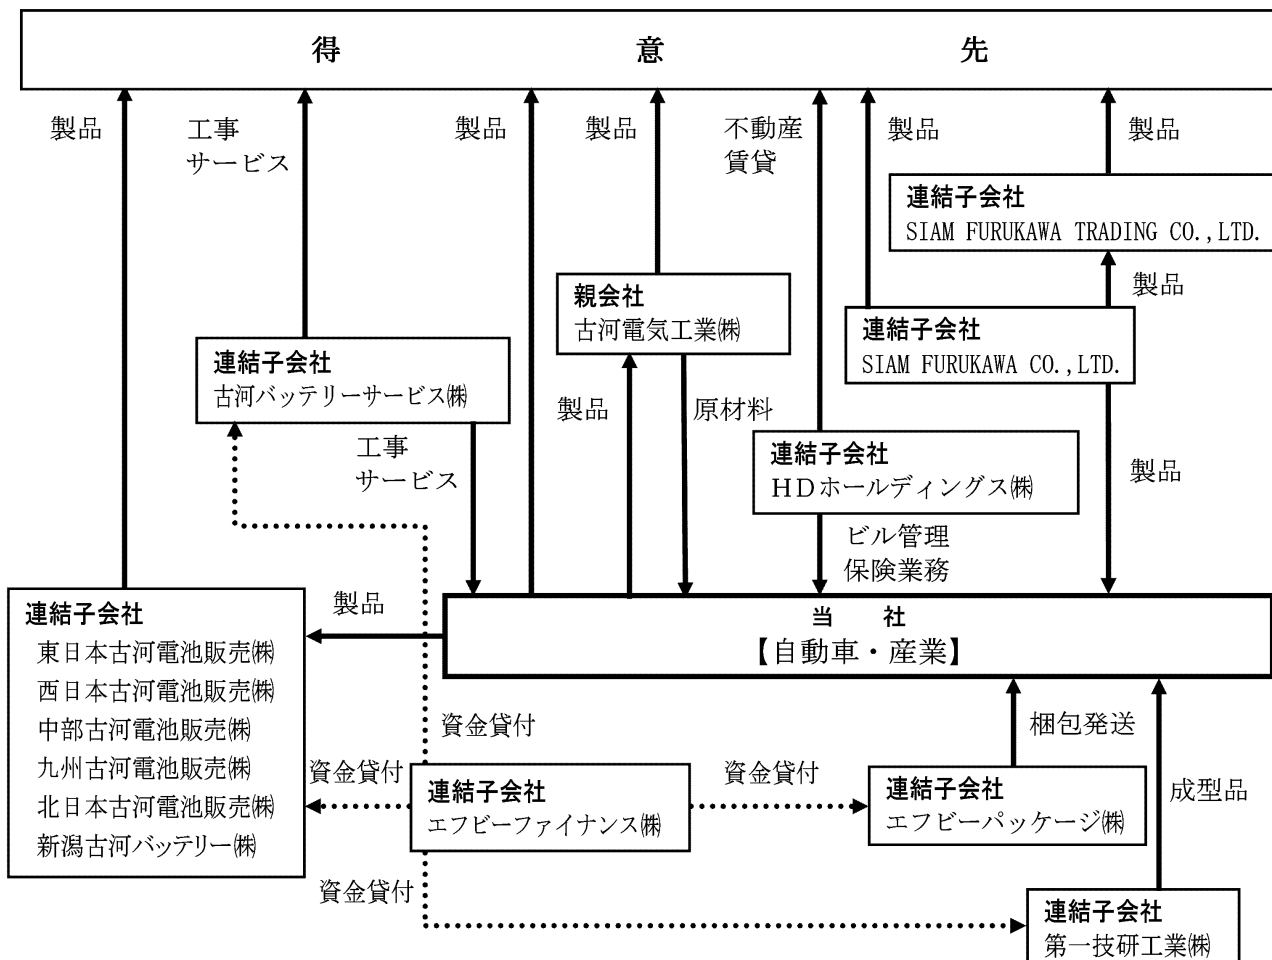 得意先
製品
工事
サービス
製品
製品
不動産
賃貸
製品
製品
連結子会社
SIAM FURUKAWA TRADING CO.,LTD.
製品
親会社
古河電気工業㈱
連結子会社
SIAM FURUKAWA CO.,LTD.
連結子会社
古河バッテリーサービス㈱
製品
原材料
工事
サービス
連結子会社
HDホールディングス㈱
製品
ビル管理
保険業務
製品
当社
【自動車・産業】
連結子会社
東日本古河電池販売㈱
西日本古河電池販売㈱
中部古河電池販売㈱
九州古河電池販売㈱
北日本古河電池販売㈱
新潟古河バッテリー㈱
資金貸付
梱包発送
資金貸付
連結子会社
エフビーファイナンス㈱
資金貸付
連結子会社
エフビーパッケージ㈱
成型品
資金貸付
連結子会社
第一技研工業㈱